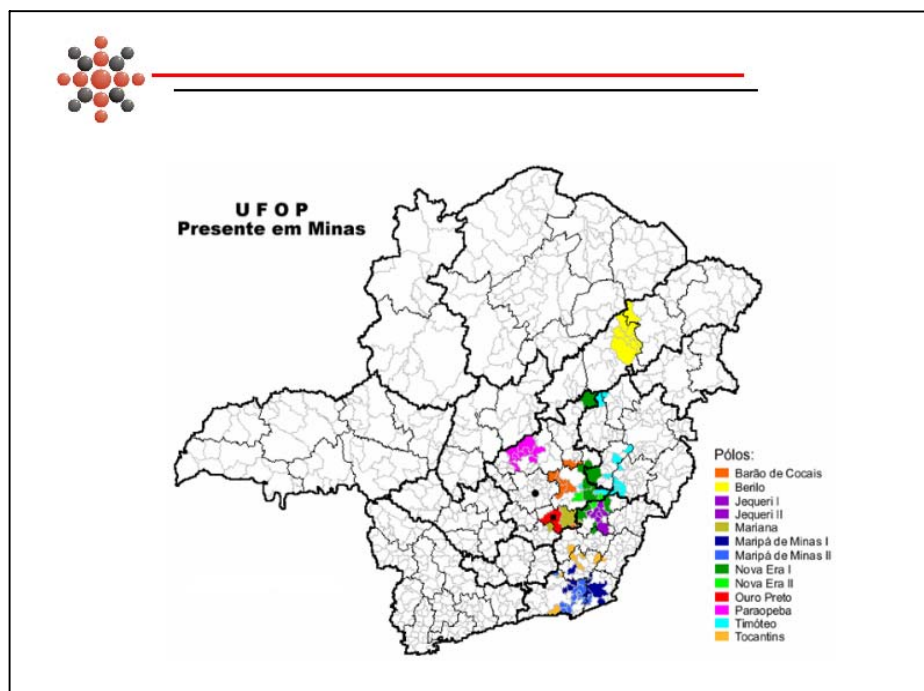 U F O P
Presente em Minas
Pólos:
Barão de Cocais
Berilo
Jequeri I
Jequeri II
Mariana
Maripá de Minas I
Maripá de Minas II
Nova Era I
Nova Era II
Ouro Preto
Paraopeba
Timóteo
Tocantins